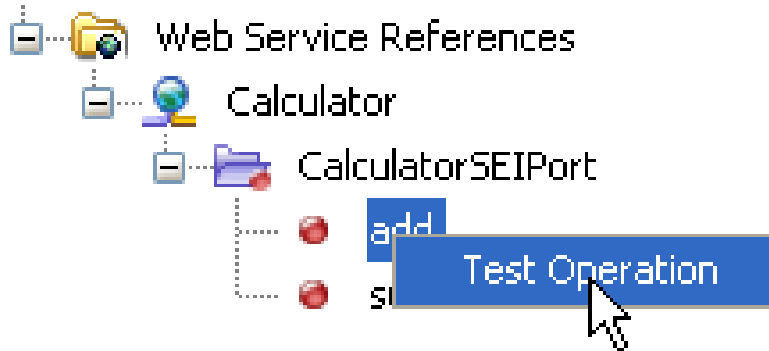 Web Service References
Calculator
CalculatorSEIPort
add
Test Operation